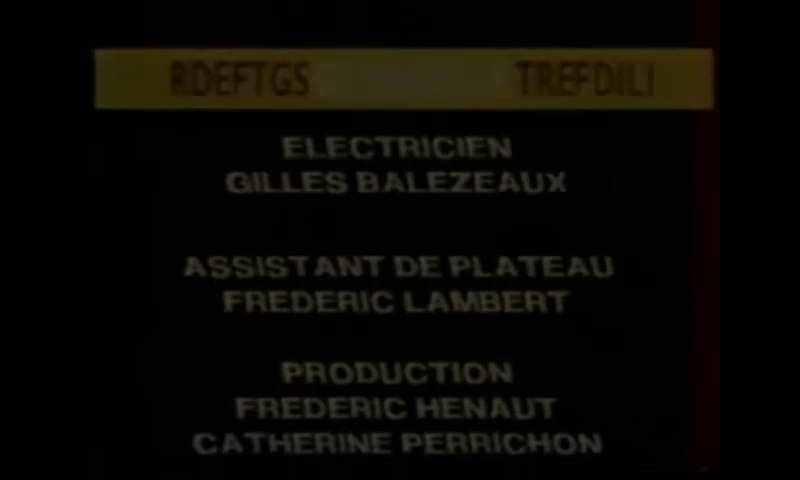 RDEFTGS TREFDILI
ELECTRICIEN
GILLES BALEZEAUX
ASSISTANT DE PLATEAU
FREDERIC LAMBERT
PRODUCTION
FREDERIC HENAUT
CATHERINE PERRICHON